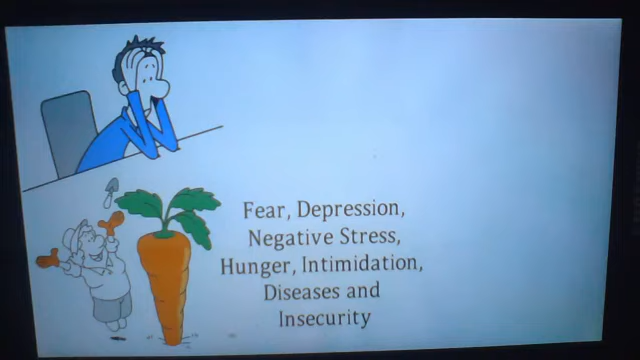 Fear, Depression,
Negative Stress,
Hunger, Intimidation,
Diseases and
Insecurity